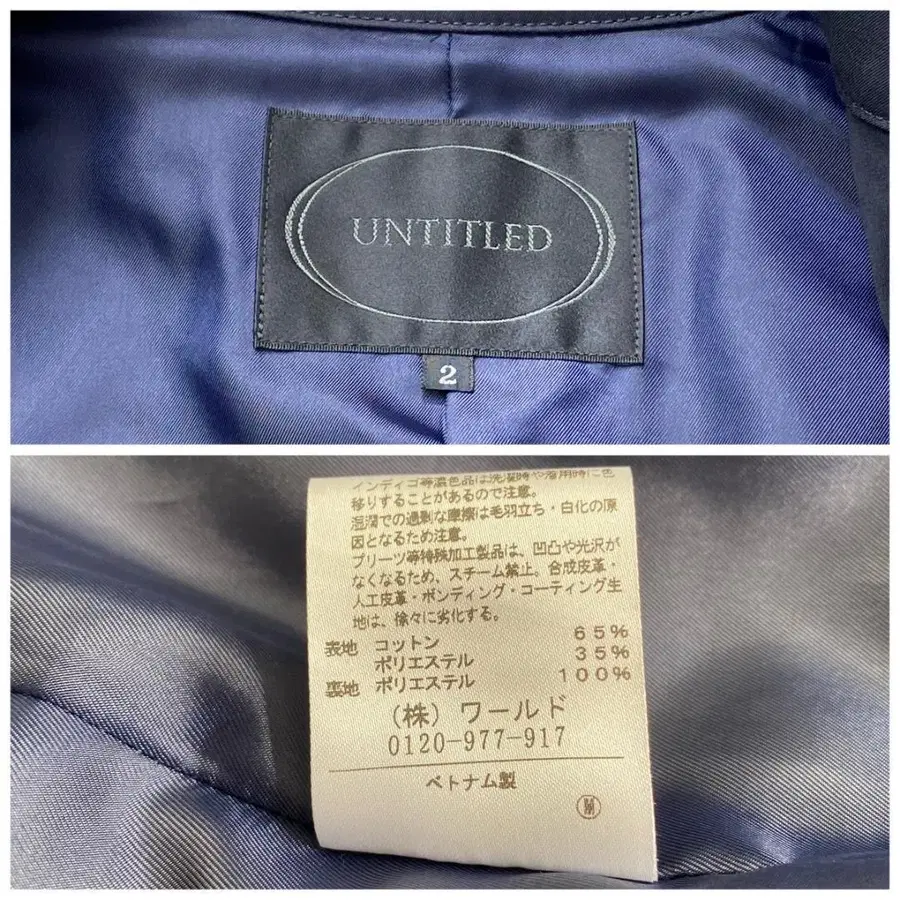 UNTITLED
2
インディゴ等濃色品は洗濯時や着用時に色
移りすることがあるので注意。
湿潤での過剰な摩擦は毛羽立ち・白化の原
因となるため注意。
プリーツ等特殊加工製品は、凹凸や光沢が
なくなるため、スチーム禁止。合成皮革・
人工皮革・ボンディング・コーティング生
地は、徐々に劣化する。
表地 コットン 65%
ポリエステル 35%
裏地 ポリエステル 100%
(株)ワールド
0120-977-917
ベトナム製